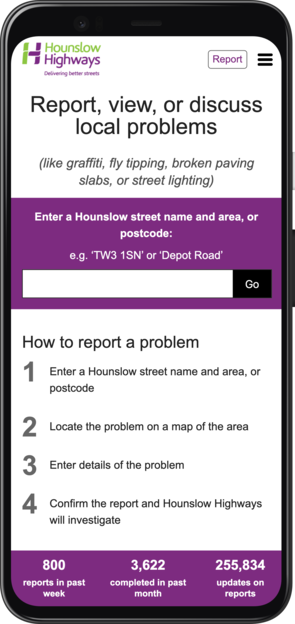 Hounslow
Highways
Delivering better streets
Report
Report, view, or discuss
local problems
(like graffiti, fly tipping, broken paving
slabs, or street lighting)
Enter a Hounslow street name and area, or
postcode:
e.g. ‘TW3 1SN’ or ‘Depot Road’
Go
How to report a problem
1 Enter a Hounslow street name and area, or
postcode
2 Locate the problem on a map of the area
3 Enter details of the problem
4 Confirm the report and Hounslow Highways
will investigate
800 3,622 255,834
reports in past completed in past updates on
week month reports